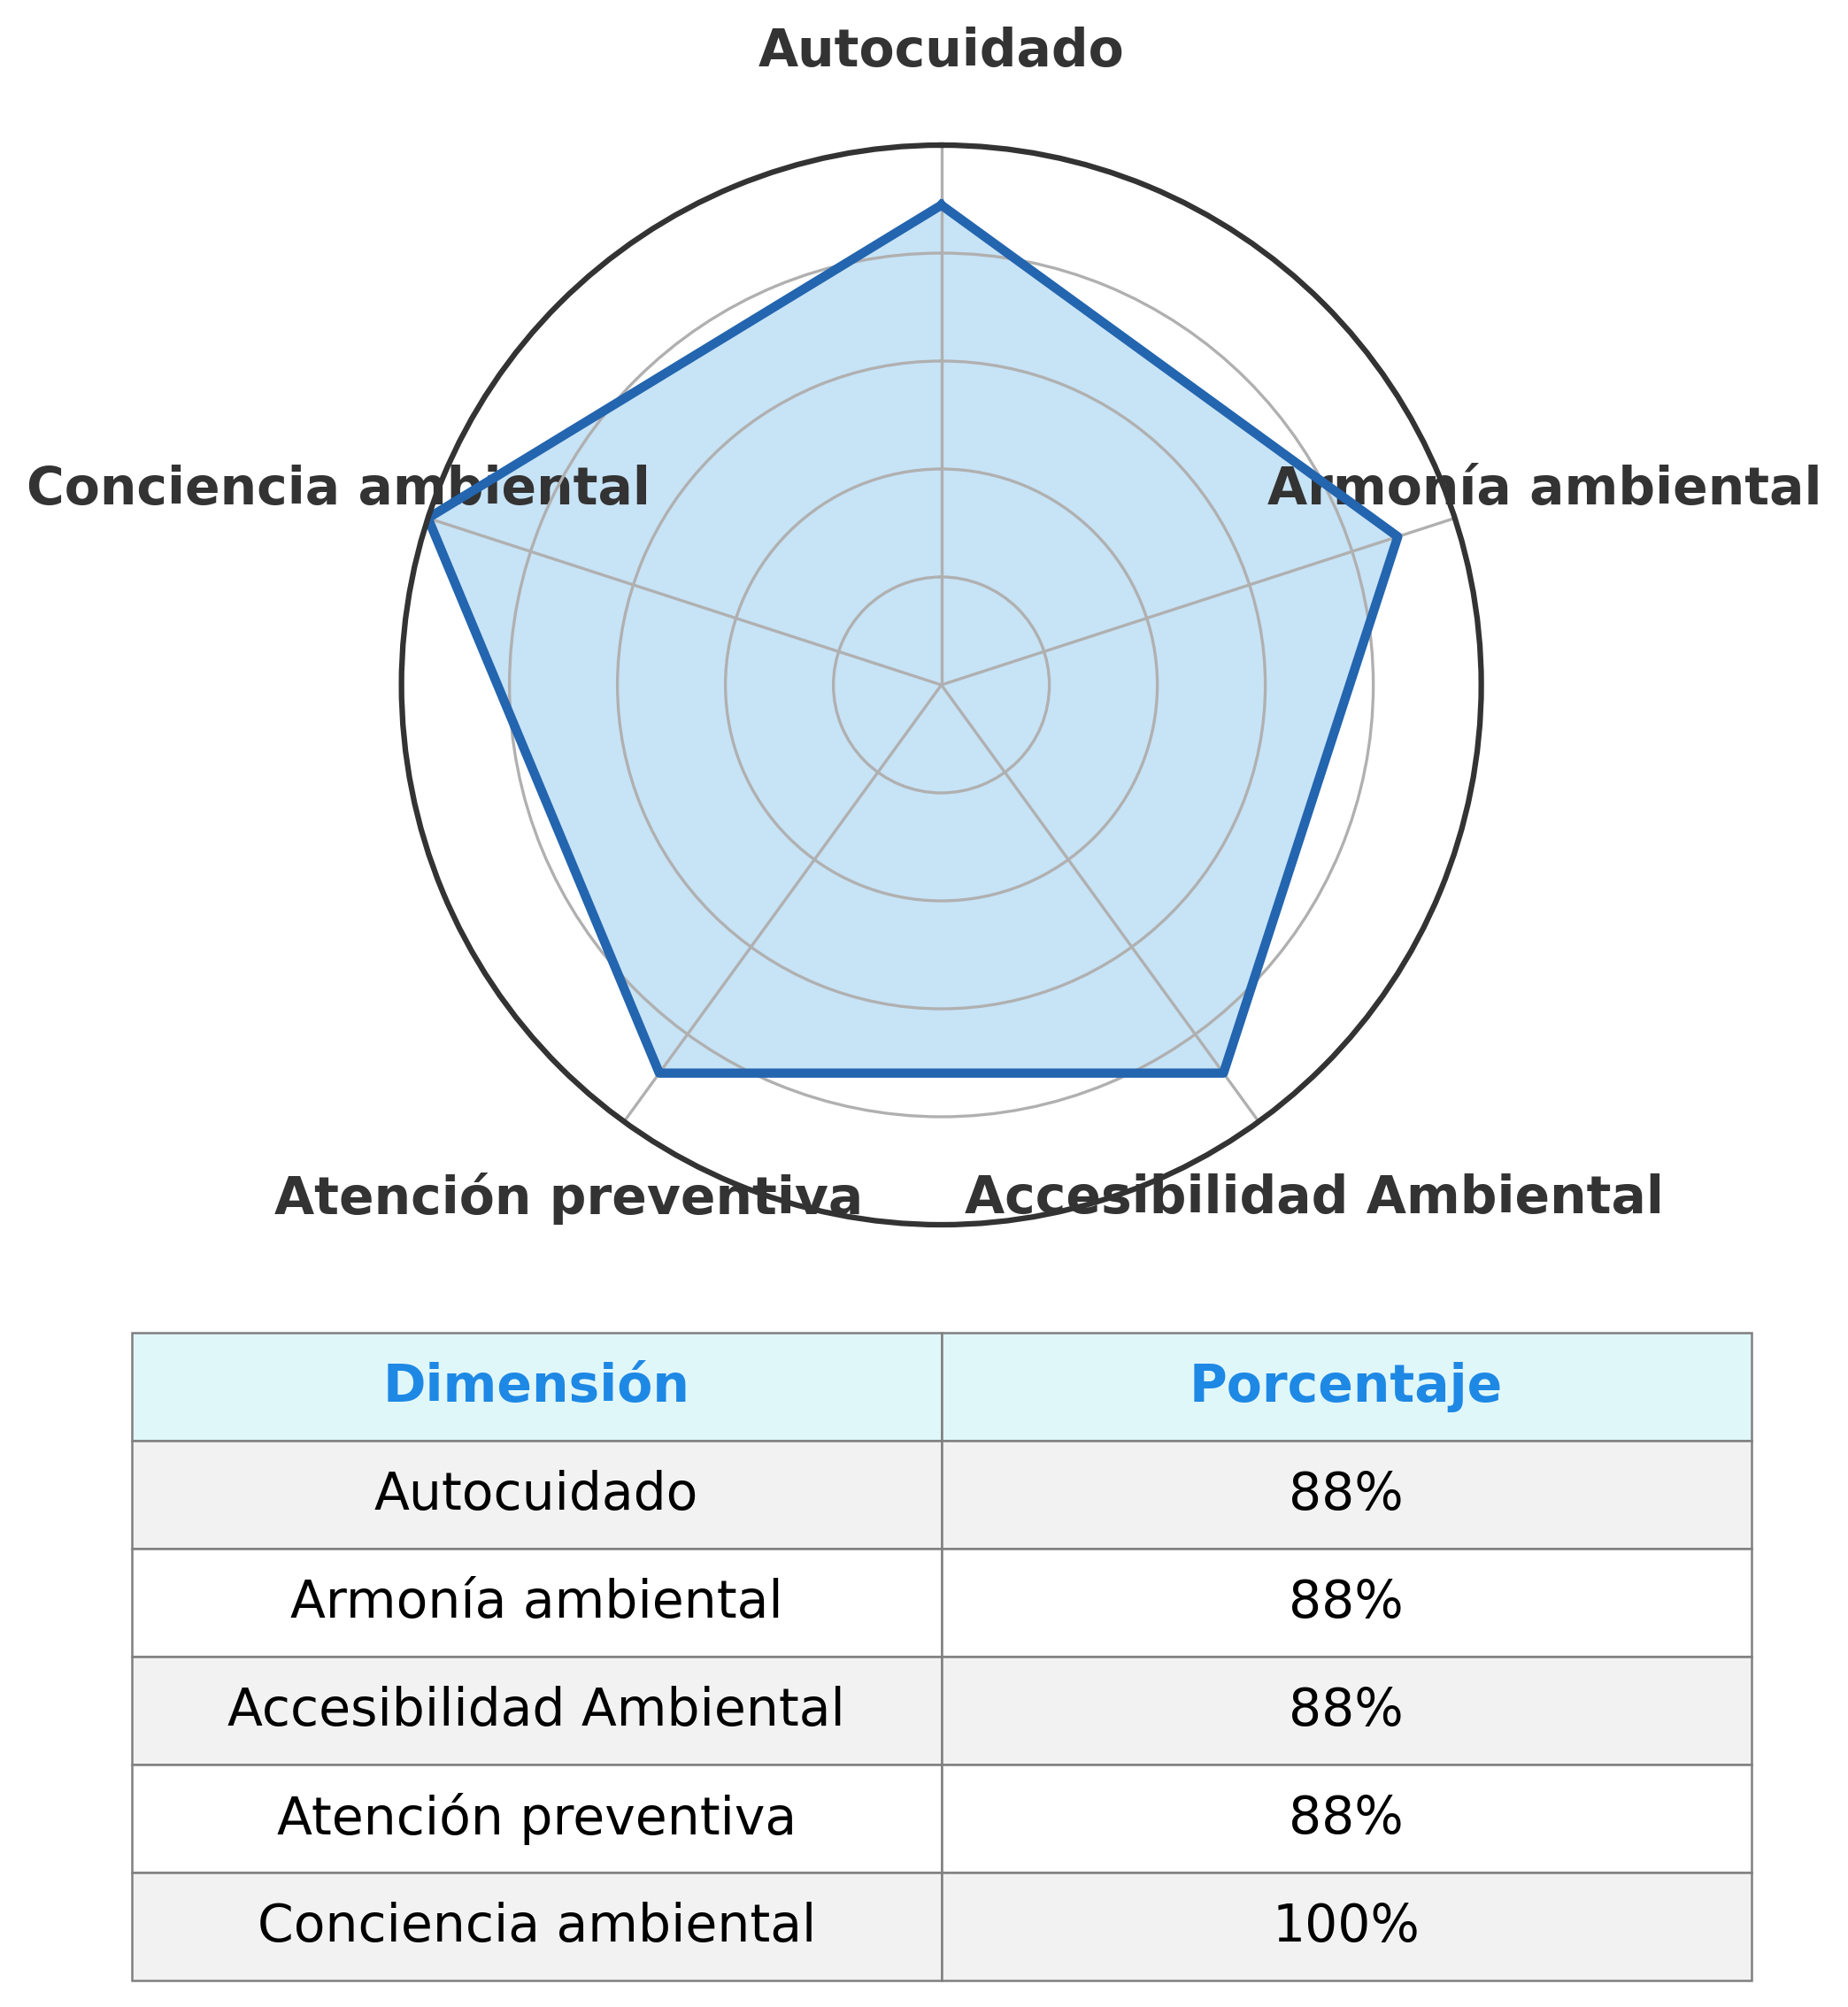 Autocuidado
Conciencia ambiental
Armonía ambiental
Atención preventiva
Accesibilidad Ambiental
Dimensión Porcentaje
Autocuidado 88%
Armonía ambiental 88%
Accesibilidad Ambiental 88%
Atención preventiva 88%
Conciencia ambiental 100%